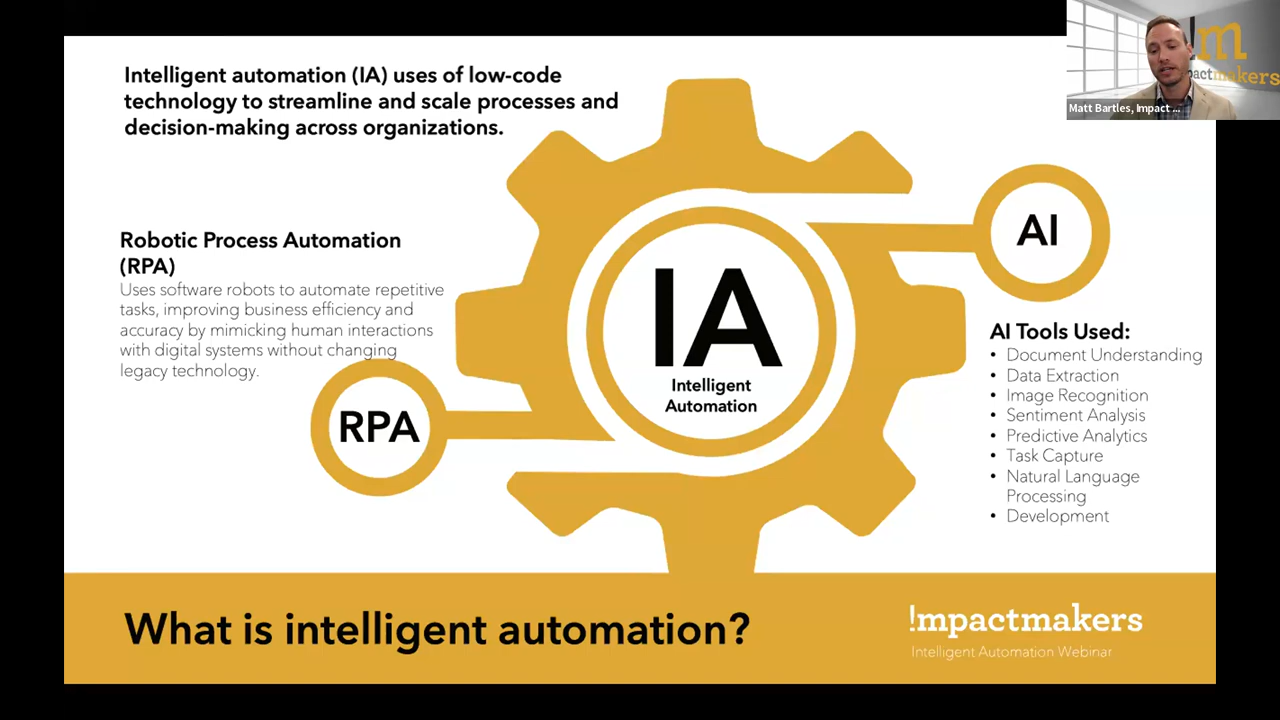 Intelligent automation (IA) uses of low-code
technology to streamline and scale processes and
decision-making across organizations.
Robotic Process Automation
(RPA)
Uses software robots to automate repetitive
tasks, improving business efficiency and
accuracy by mimicking human interactions
with digital systems without changing
legacy technology.
RPA
IA
Intelligent
Automation
AI
AI Tools Used:
• Document Understanding
• Data Extraction
• Image Recognition
• Sentiment Analysis
• Predictive Analytics
• Task Capture
• Natural Language
Processing
• Development
What is intelligent automation?
!mpactmakers
Intelligent Automation Webinar
!m
pactmakers
Matt Bartles, Impact ...